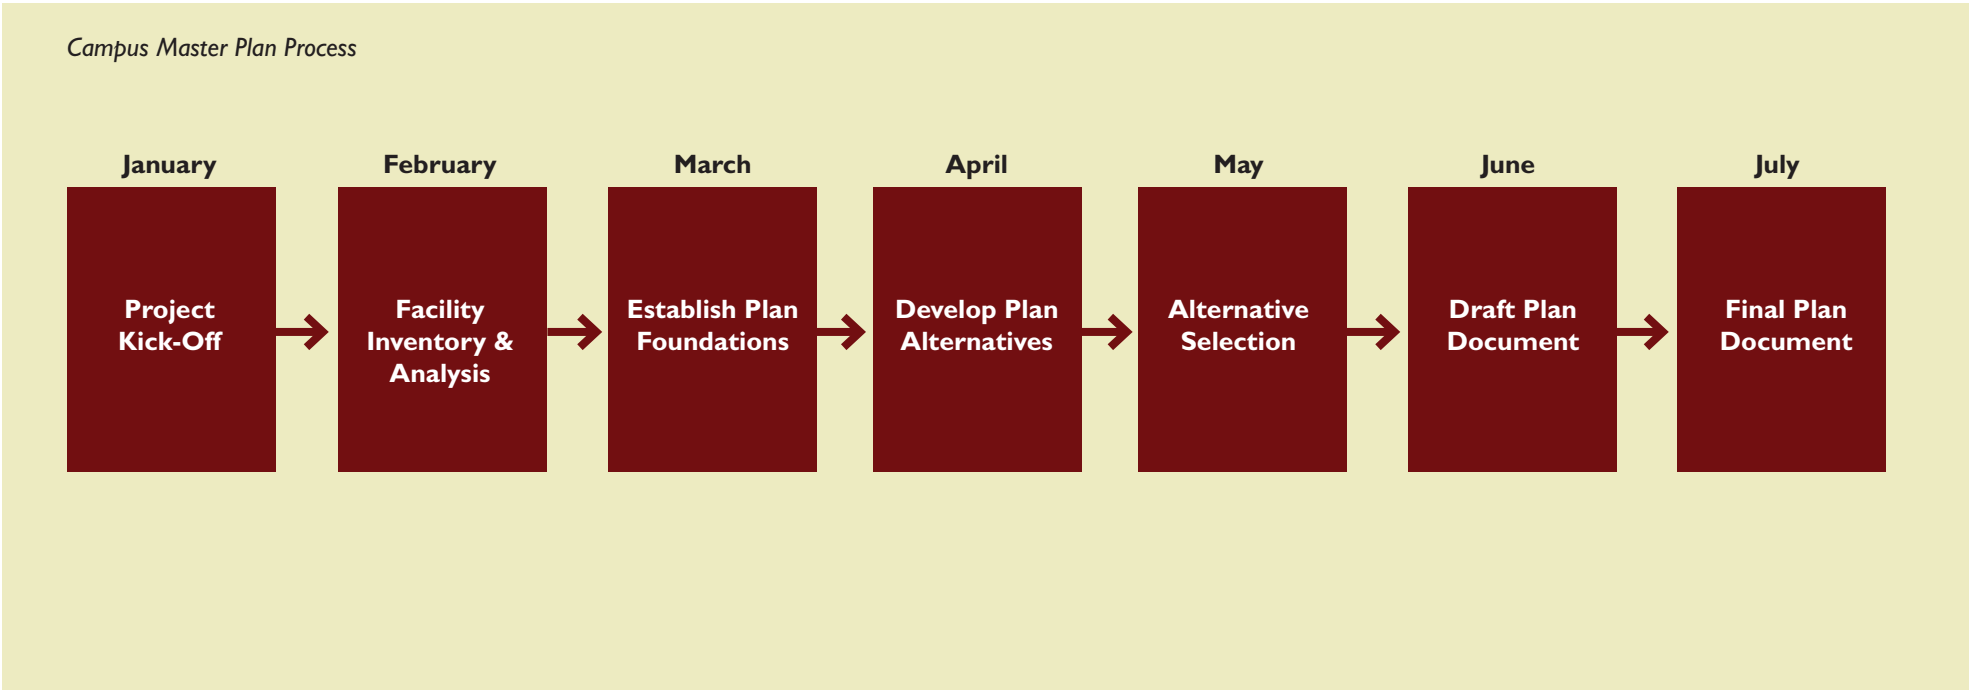 Campus Master Plan Process
January
February
March
April
May
June
July
Project
Kick-Off
Facility
Inventory &
Analysis
Establish Plan
Foundations
Develop Plan
Alternatives
Alternative
Selection
Draft Plan
Document
Final Plan
Document